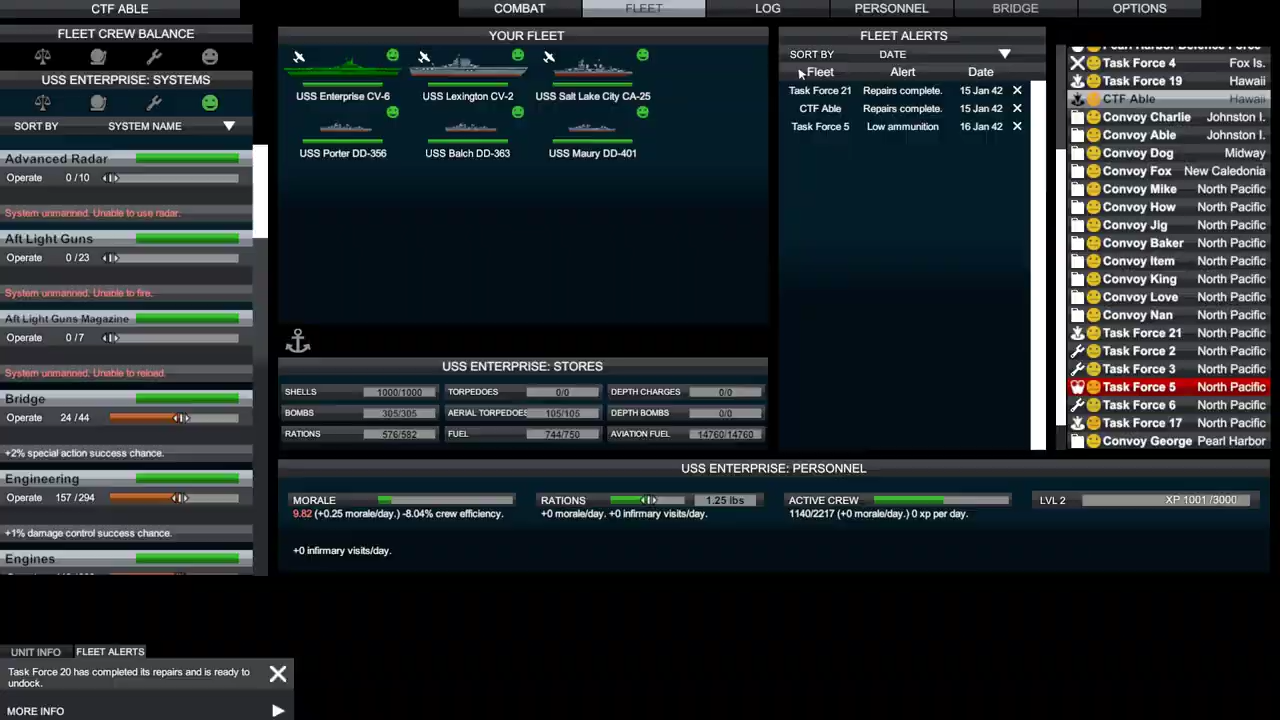 CTF ABLE
COMBAT
FLEET
LOG
PERSONNEL
BRIDGE
OPTIONS
FLEET CREW BALANCE
USS ENTERPRISE: SYSTEMS
SORT BY SYSTEM NAME
Advanced Radar
Operate 0/10
System unmanned. Unable to use radar.
Aft Light Guns
Operate 0/23
System unmanned. Unable to fire.
Aft Light Guns Magazine
Operate 0/7
System unmanned. Unable to reload.
Bridge
Operate 24 / 44
+2% special action success chance.
Engineering
Operate 157 / 294
+1% damage control success chance.
Engines
YOUR FLEET
USS Enterprise CV-6
USS Lexington CV-2
USS Salt Lake City CA-25
USS Porter DD-356
USS Balch DD-363
USS Maury DD-401
FLEET ALERTS
SORT BY DATE
Fleet Alert Date
Task Force 21 Repairs complete. 15 Jan 42
CTF Able Repairs complete. 15 Jan 42
Task Force 5 Low ammunition 16 Jan 42
Pearl Harbor Defence Force
Task Force 4 Fox Is.
Task Force 19 Hawaii
CTF Able Hawaii
Convoy Charlie Johnston I.
Convoy Able Johnston I.
Convoy Dog Midway
Convoy Fox New Caledonia
Convoy Mike North Pacific
Convoy How North Pacific
Convoy Jig North Pacific
Convoy Baker North Pacific
Convoy Item North Pacific
Convoy King North Pacific
Convoy Love North Pacific
Convoy Nan North Pacific
Task Force 21 North Pacific
Task Force 2 North Pacific
Task Force 3 North Pacific
Task Force 5 North Pacific
Task Force 6 North Pacific
Task Force 17 North Pacific
Convoy George Pearl Harbor
USS ENTERPRISE: STORES
SHELLS 1000/1000 TORPEDOES 0/0 DEPTH CHARGES 0/0
BOMBS 305/305 AERIAL TORPEDOES 105/105 DEPTH BOMBS 0/0
RATIONS 576/582 FUEL 744/750 AVIATION FUEL 14760/14760
USS ENTERPRISE: PERSONNEL
MORALE
9.82 (+0.25 morale/day.) -8.04% crew efficiency.
+0 infirmary visits/day.
RATIONS 1.25 lbs
+0 morale/day. +0 infirmary visits/day.
ACTIVE CREW
1140/2217 (+0 morale/day.) 0 xp per day.
LVL 2 XP 1001 /3000
UNIT INFO FLEET ALERTS
Task Force 20 has completed its repairs and is ready to
undock.
MORE INFO